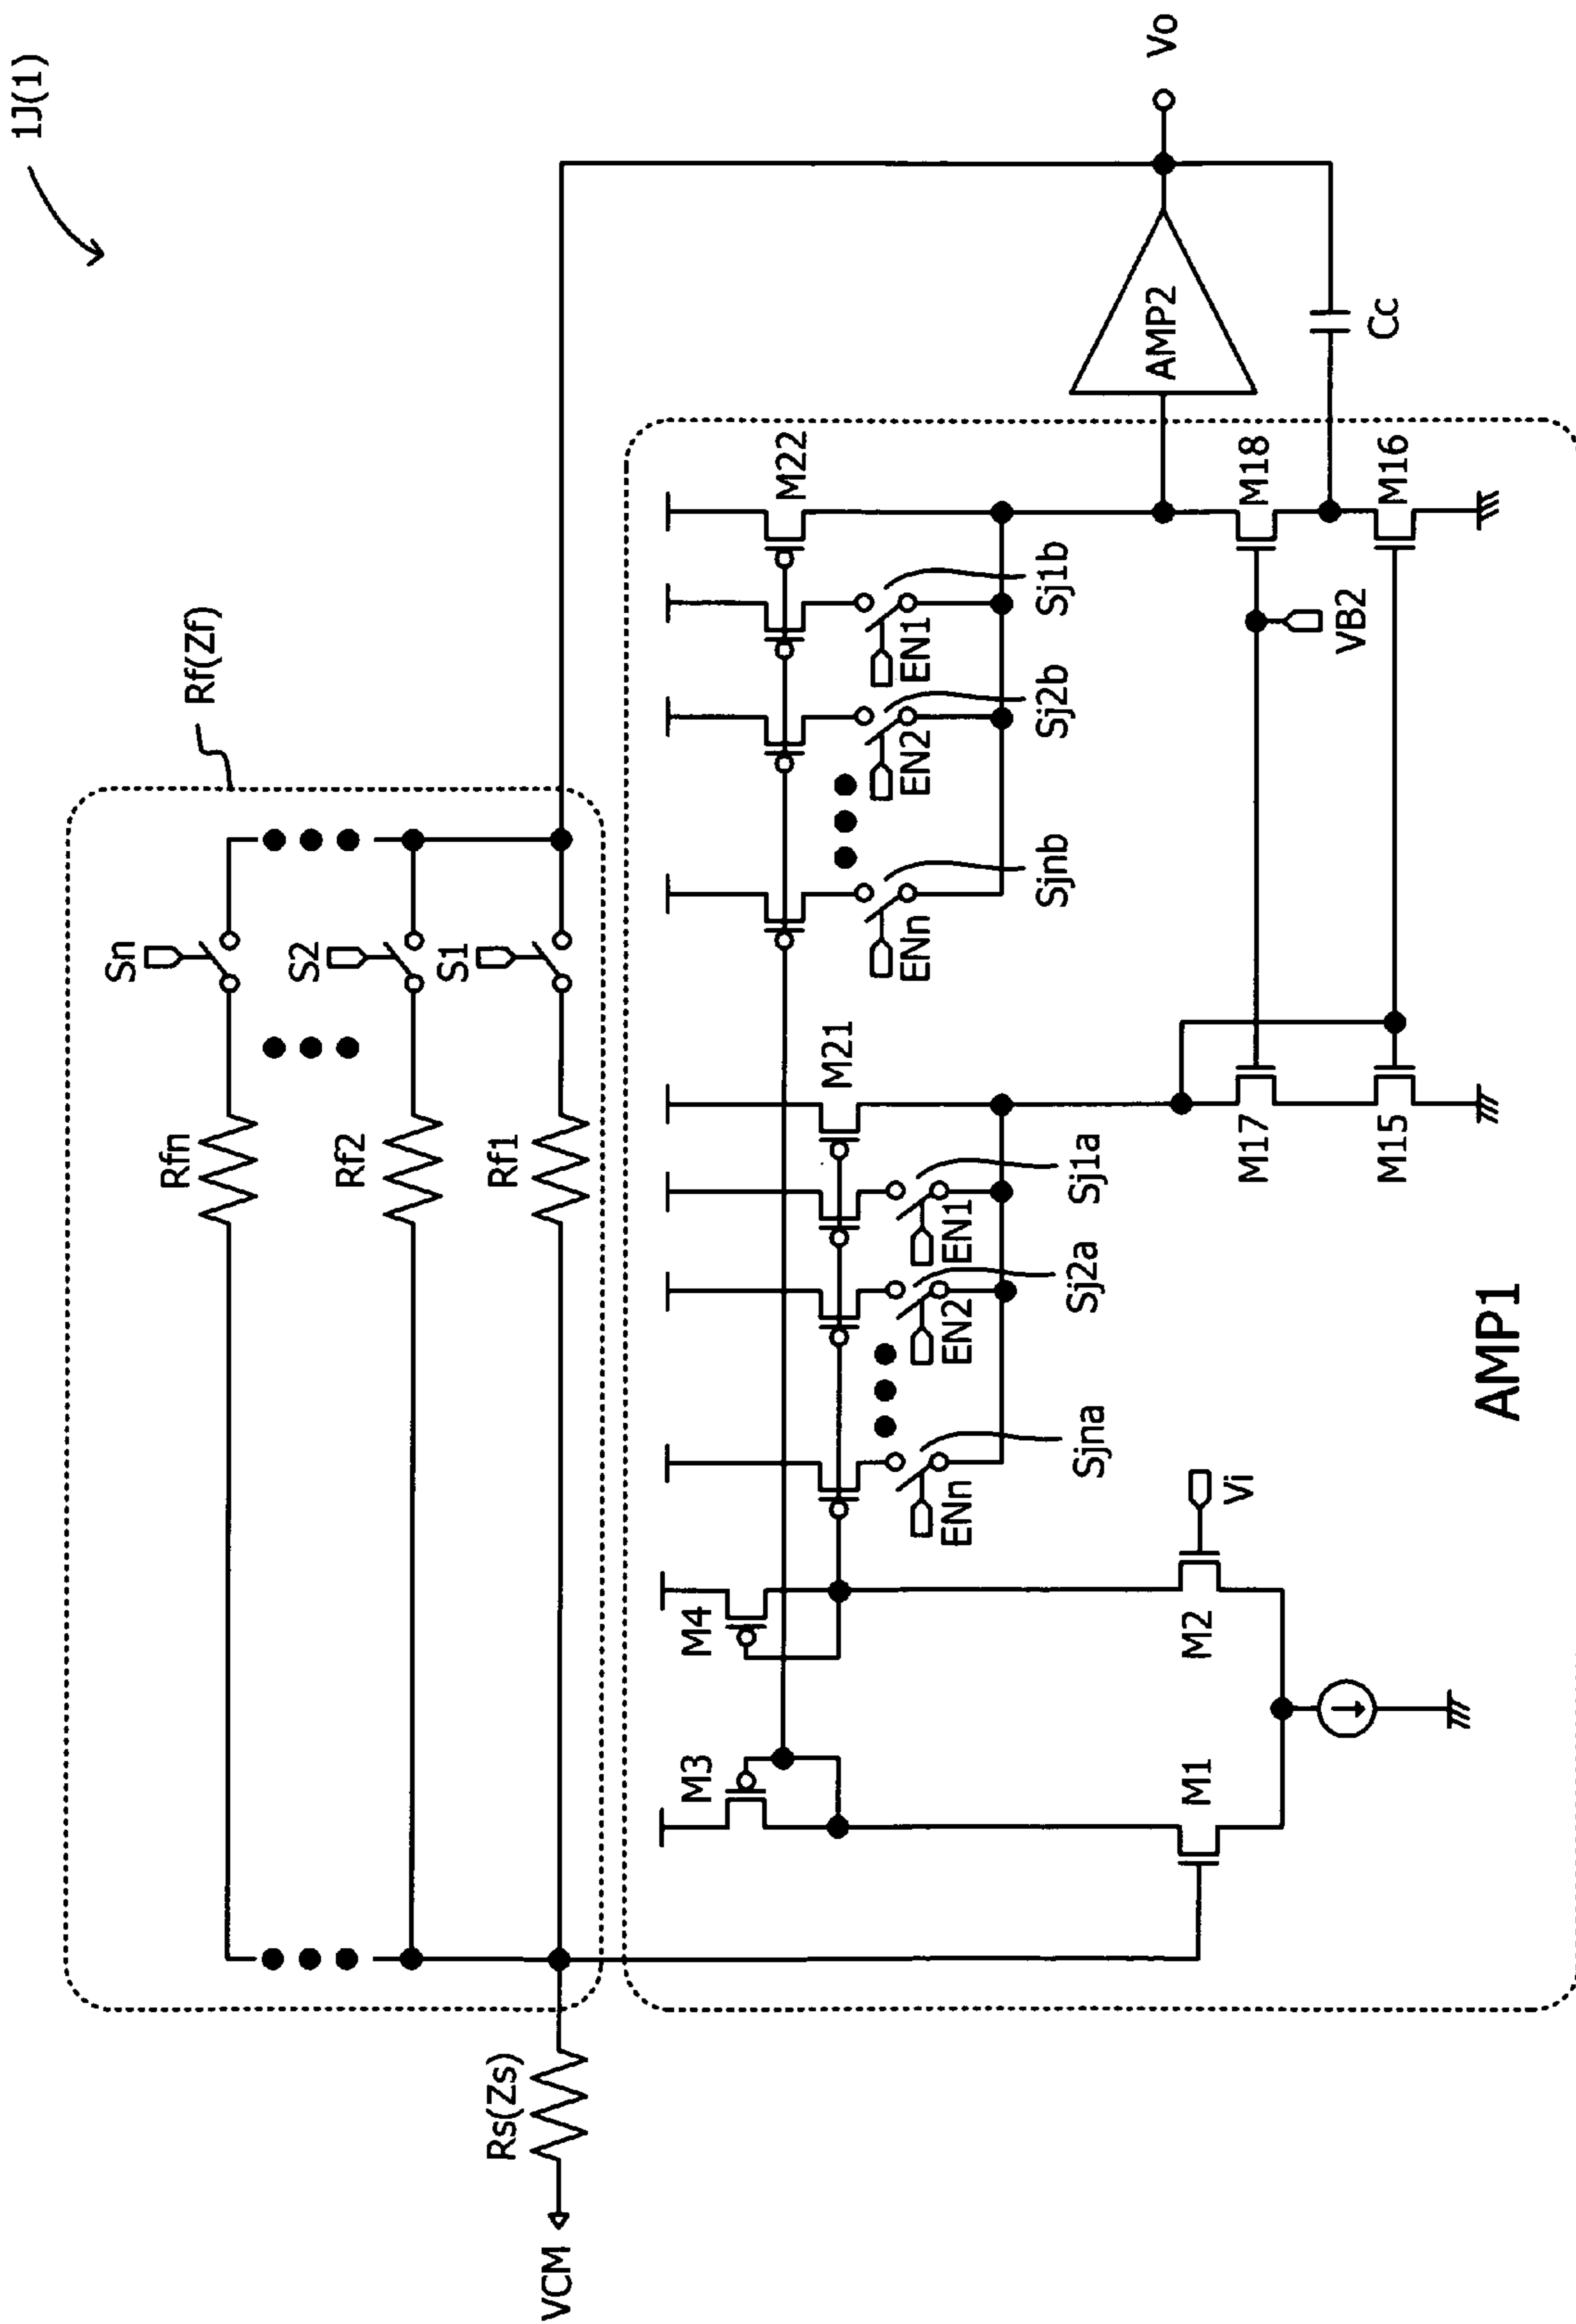 1J(1)
Rf(Zf)
Sn
Rfn
S2
Rf2
S1
Rf1
Rs(Zs)
VCM
Vo
M3
M4
M21
M22
ENn
EN2
EN1
ENn
EN2
EN1
Sjna
Sj2a
Sj1a
Sjnb
Sj2b
Sj1b
AMP2
M1
M2
Vi
M17
M18
VB2
Cc
M15
M16
AMP1